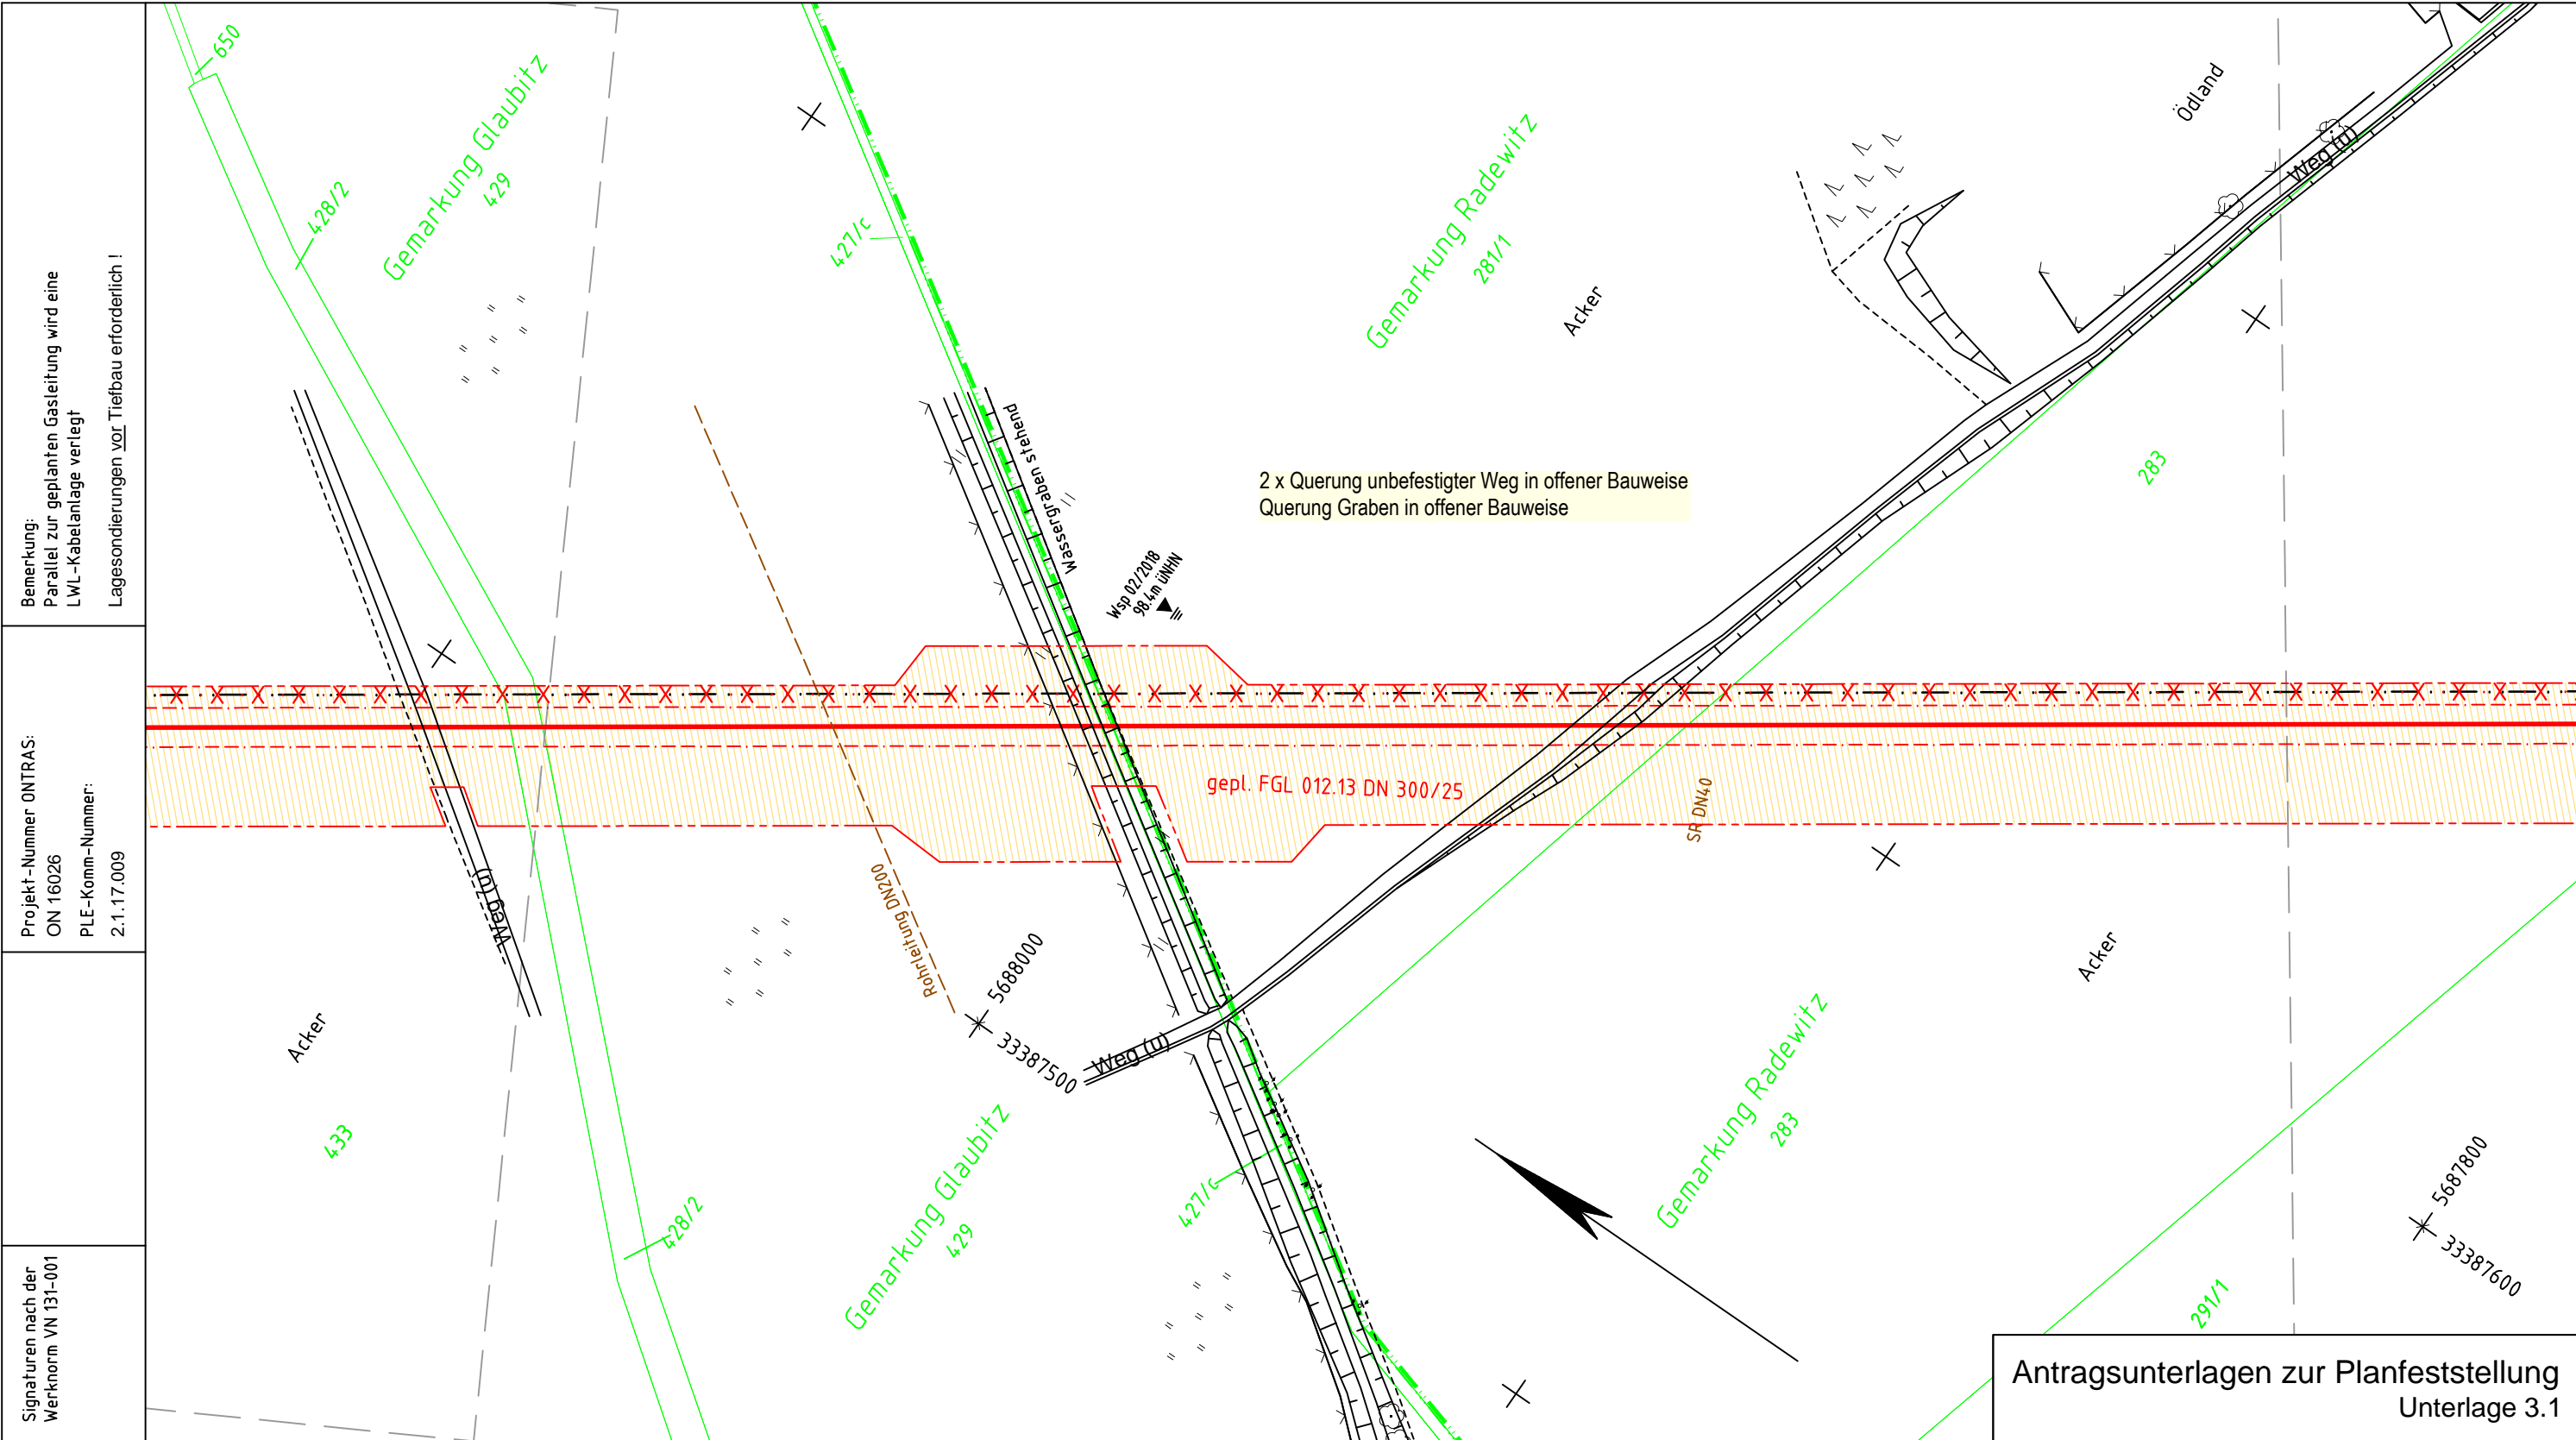 Bemerkung:
Parallel zur geplanten Gasleitung wird eine
LWL-Kabelanlage verlegt
Lagesondierungen vor Tiefbau erforderlich !
Projekt-Nummer ONTRAS:
ON 16026
PLE-Komm-Nummer:
2.1.17.009
Signaturen nach der
Werknorm VN 131-001
650
428/2
Gemarkung Glaubitz
429
427/c
Gemarkung Radewitz
281/1
Acker
Ödland
Weg (u)
283
Wassergraben stehend
2 x Querung unbefestigter Weg in offener Bauweise
Querung Graben in offener Bauweise
Wsp 02/2018
98.4m üNHN
gepl. FGL 012.13 DN 300/25
SR DN40
Rohrleitung DN200
Weg (u)
5688000
33387500
Weg (u)
Acker
433
Acker
Gemarkung Radewitz
283
Gemarkung Glaubitz
429
427/c
428/2
5687800
33387600
291/1
Antragsunterlagen zur Planfeststellung
Unterlage 3.1